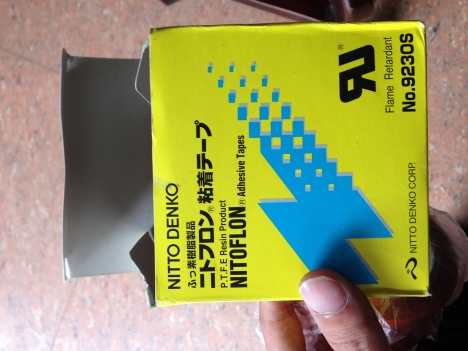 NITTO DENKO
ふっ素樹脂製品
ニトフロン® 粘着テープ
P.T.F.E Resin Product
NITOFLON® Adhesive Tapes
RU®
Flame Retardant
No.9230S
NITTO DENKO CORP.